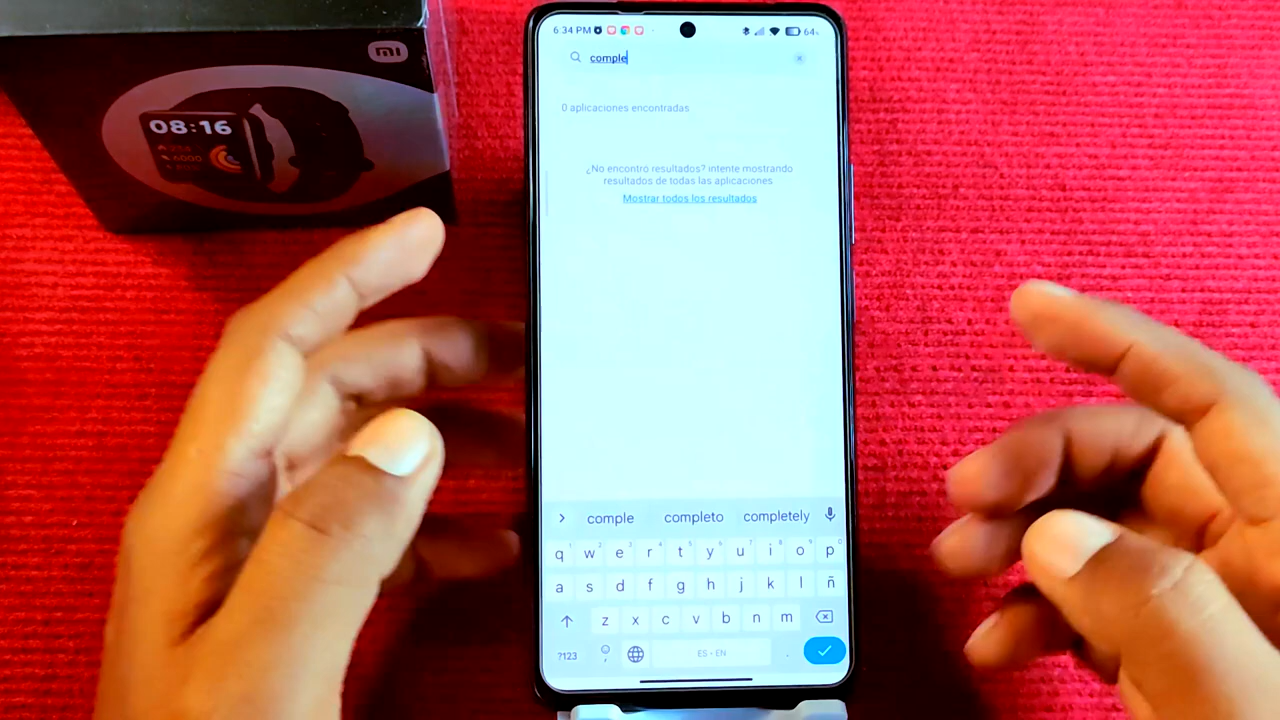 mi
08:16
6:34 PM
64
comple
0 aplicaciones encontradas
¿No encontró resultados? intente mostrando
resultados de todas las aplicaciones
Mostrar todos los resultados
comple completo completely
q w e r t y u i o p
a s d f g h j k l ñ
z x c v b n m
?123 ES • EN .